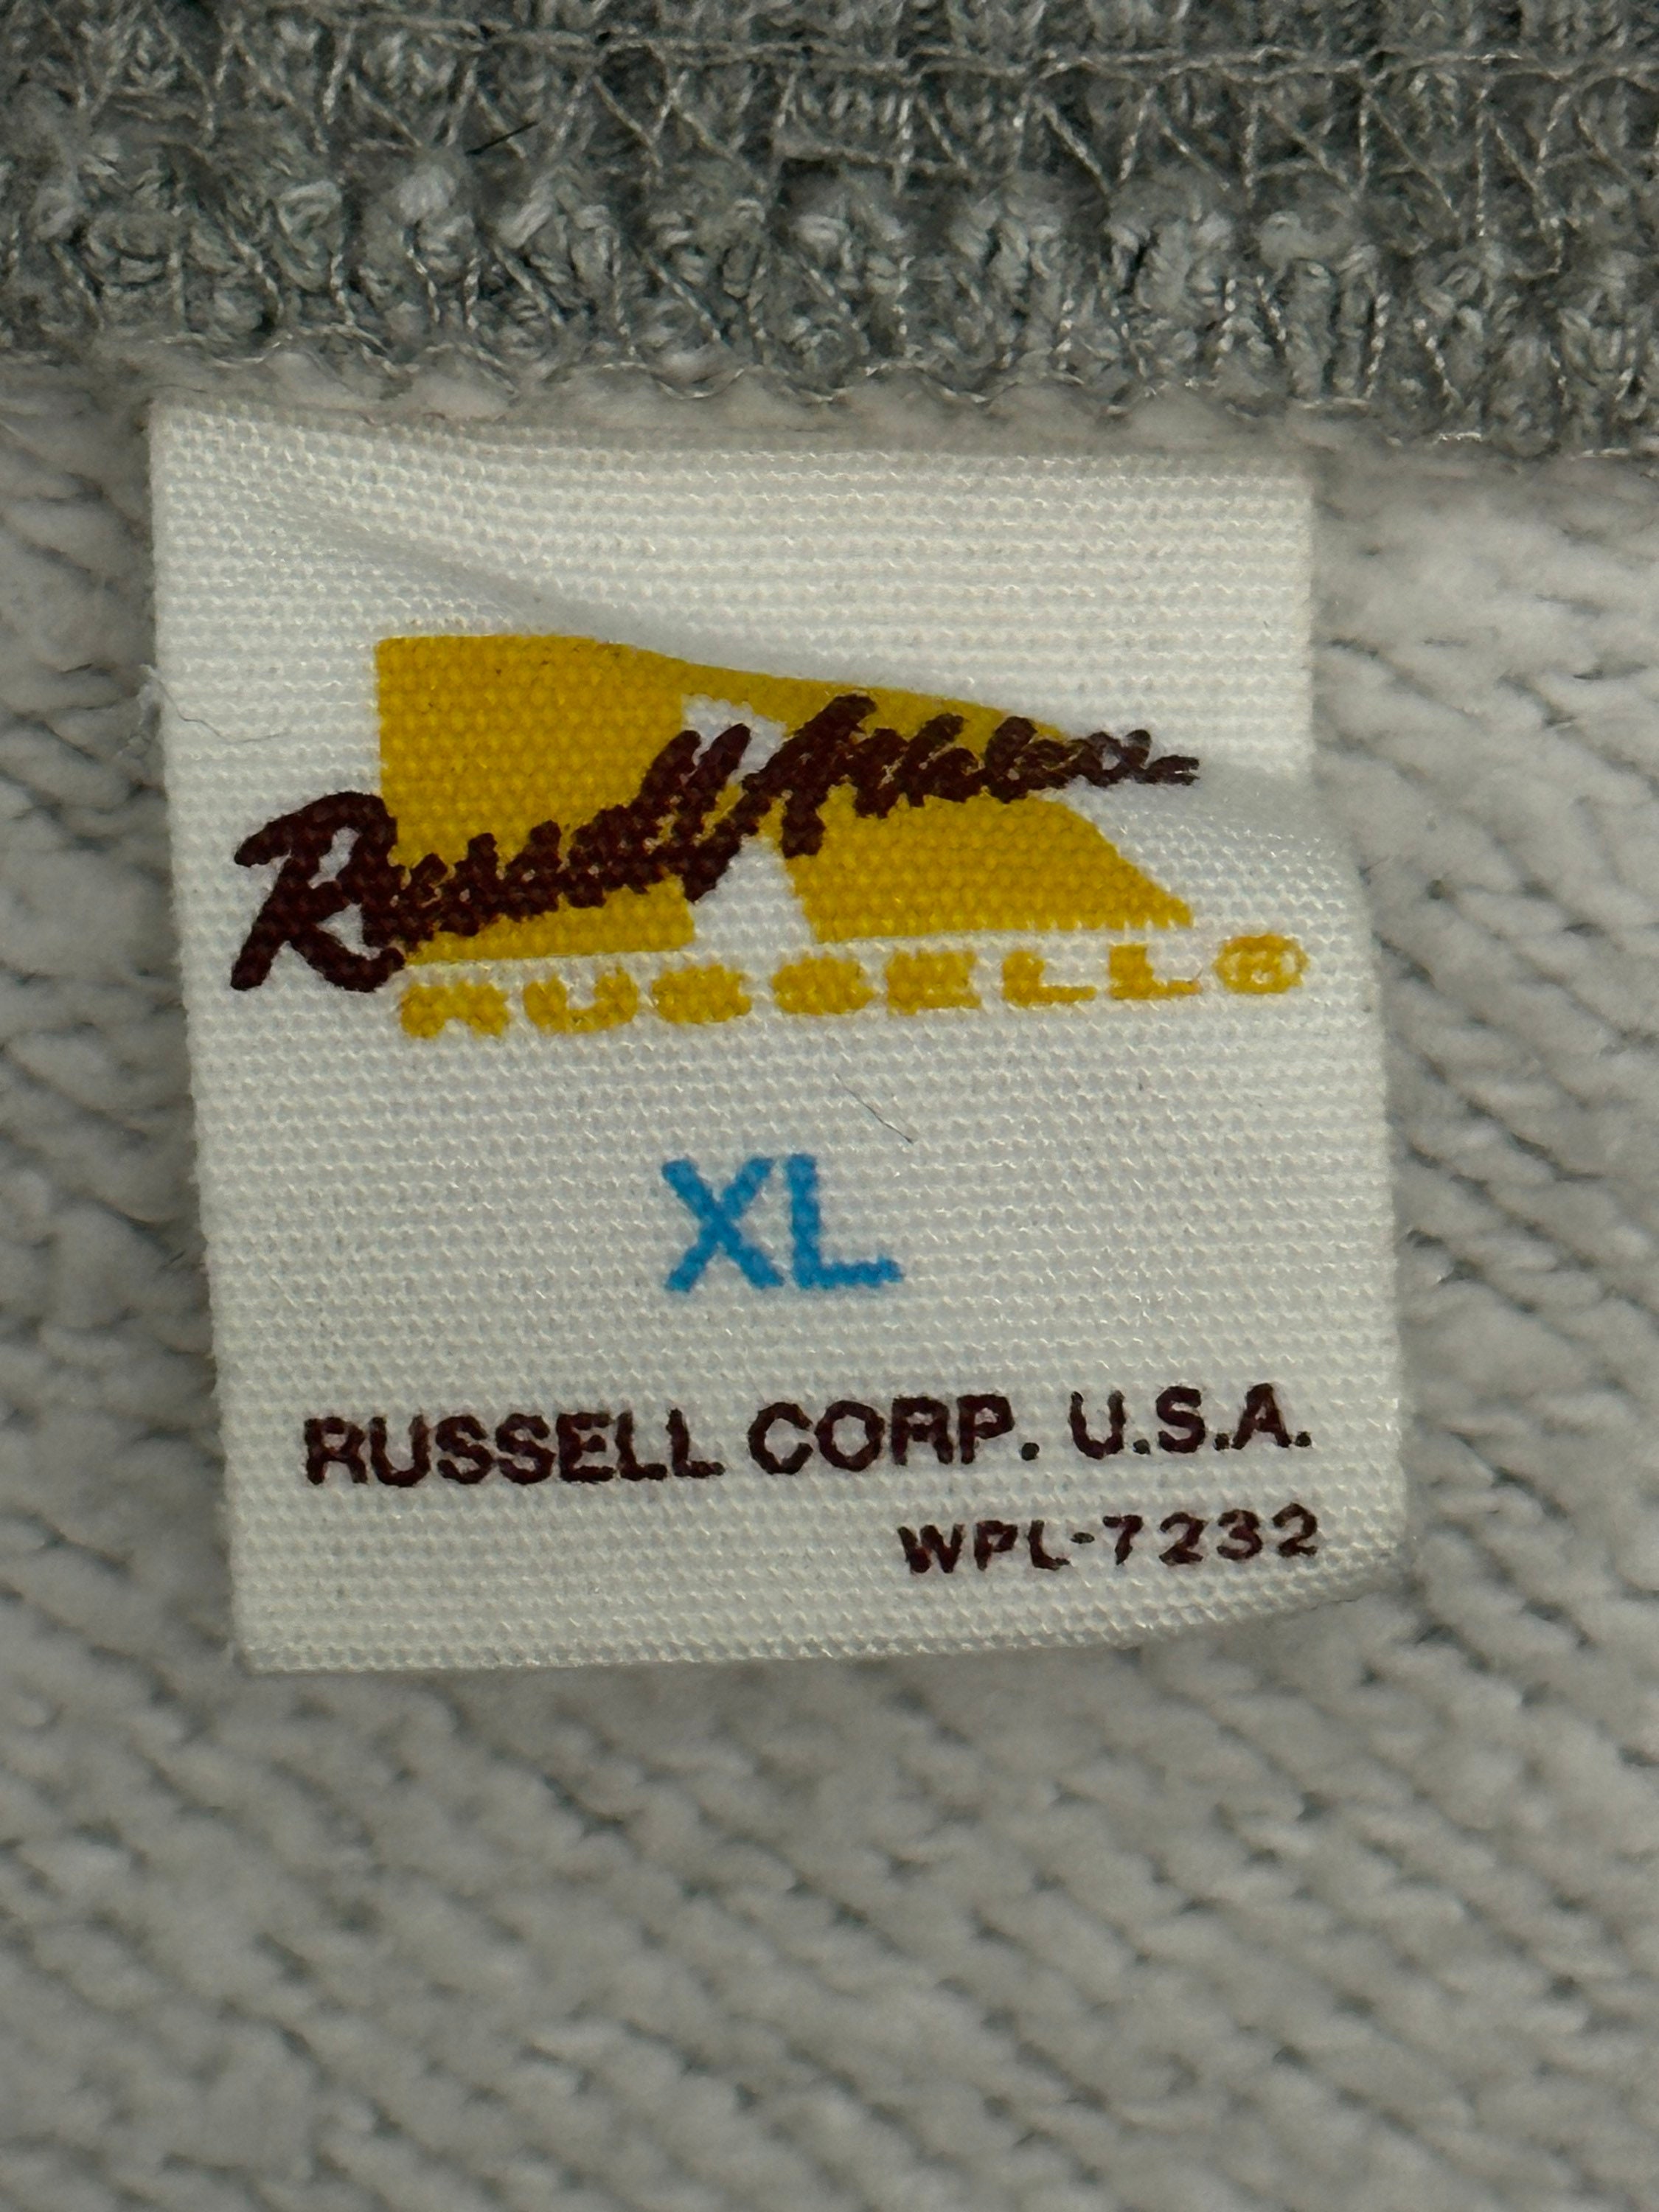 Russell Athletic
RUSSELL®
XL
RUSSELL CORP. U.S.A.
WPL-7232